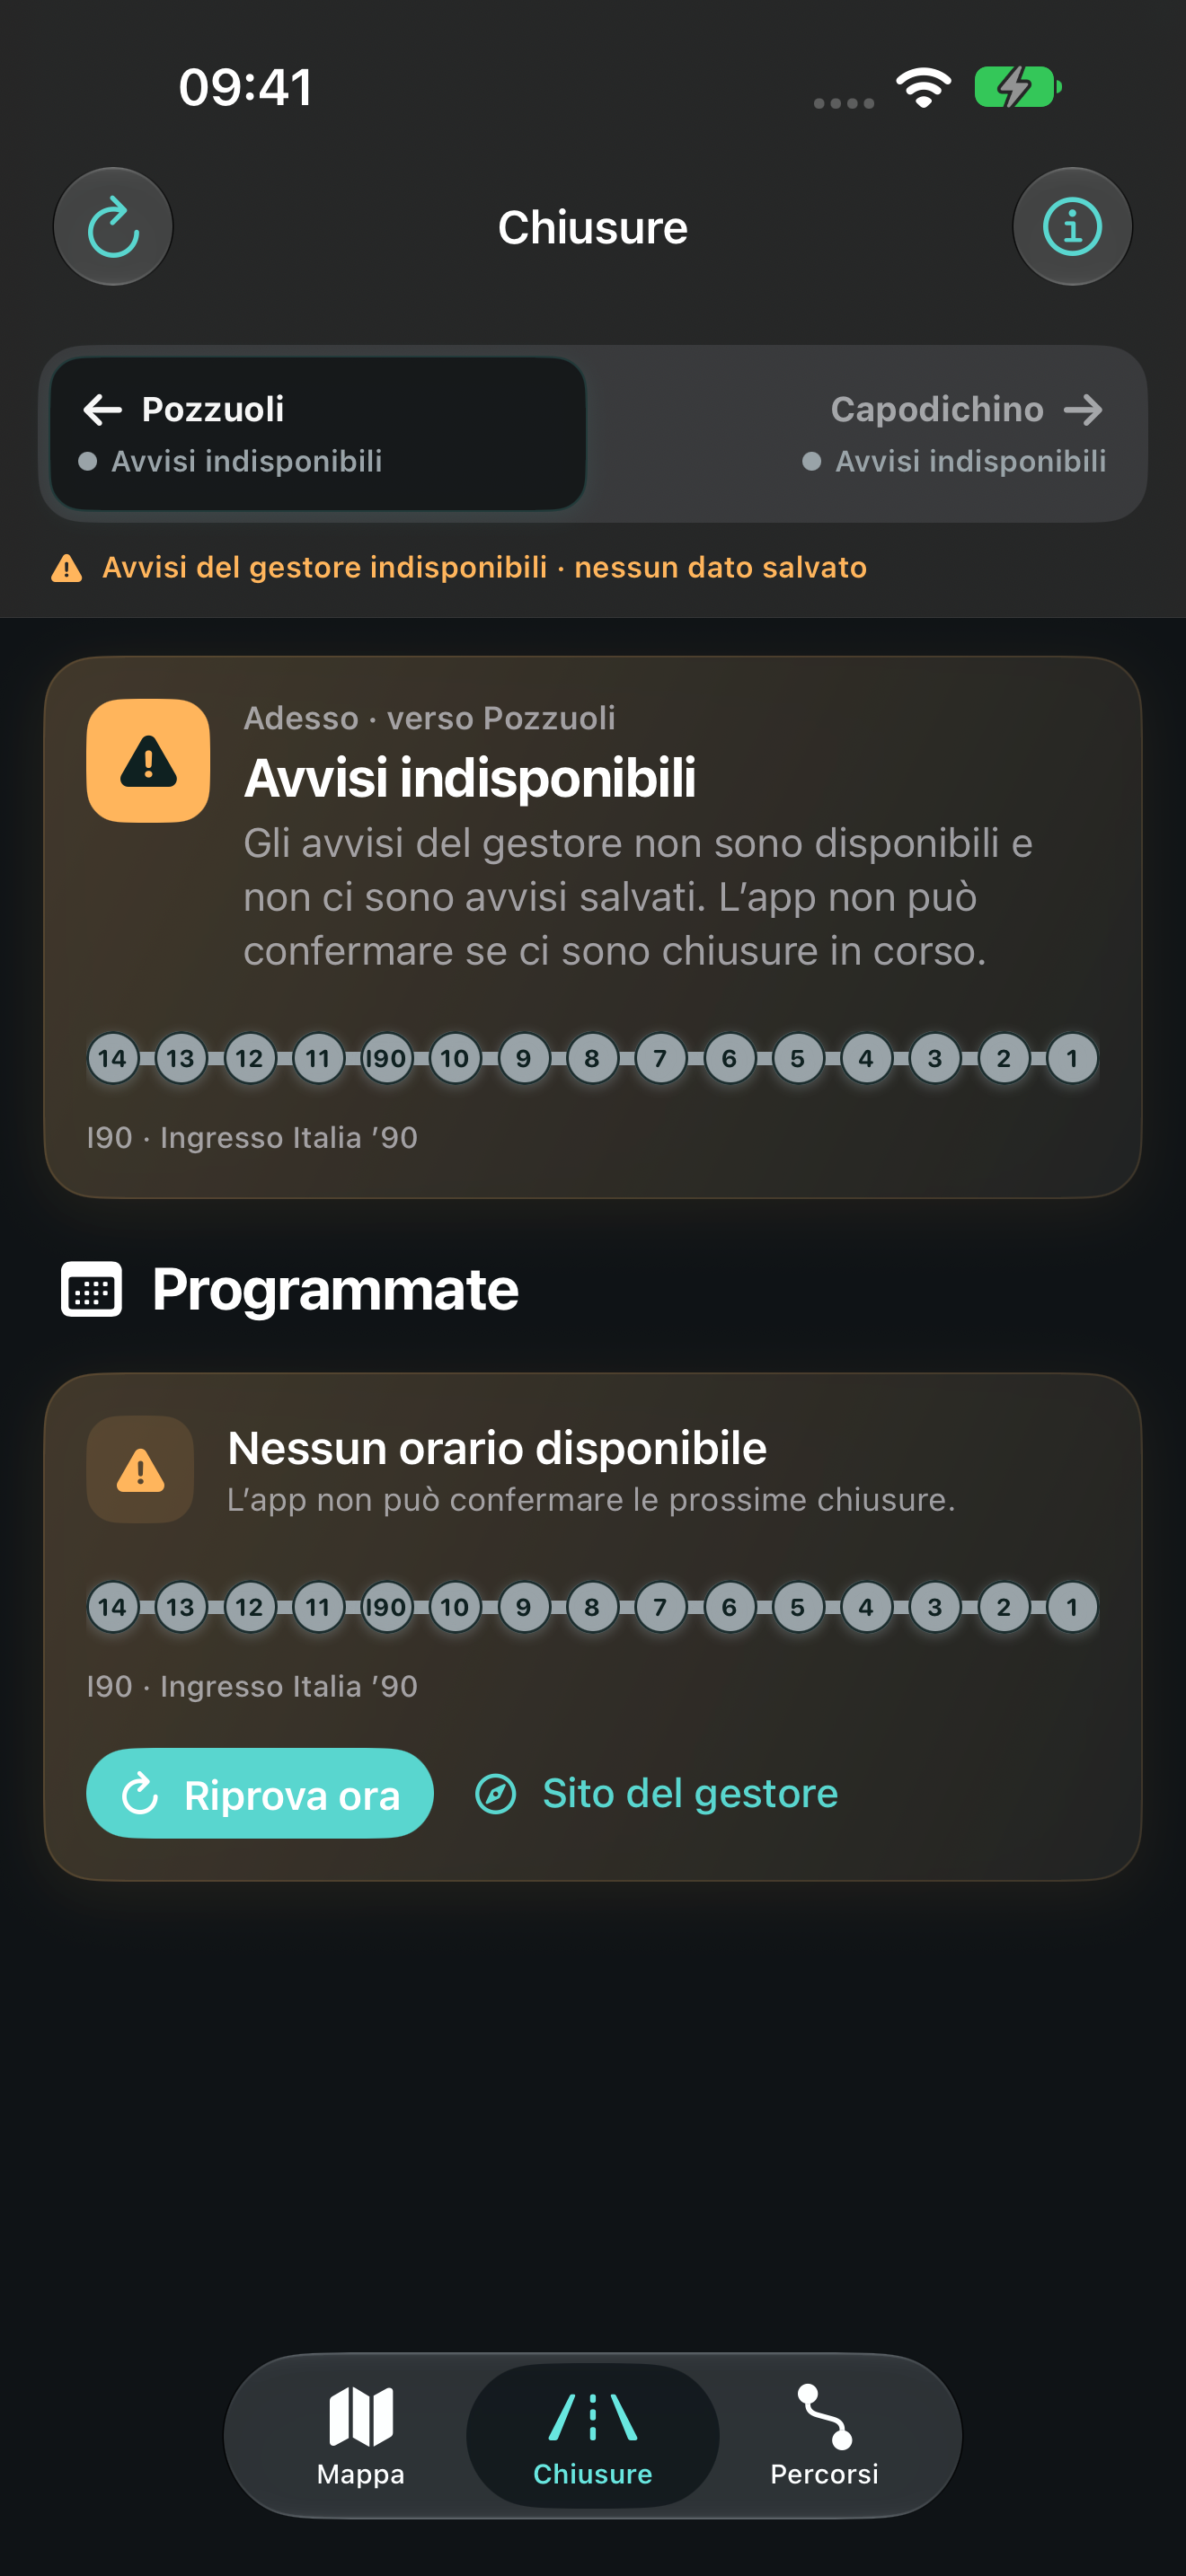 09:41
Chiusure
Pozzuoli
Avvisi indisponibili
Capodichino
Avvisi indisponibili
Avvisi del gestore indisponibili · nessun dato salvato
Adesso · verso Pozzuoli
Avvisi indisponibili
Gli avvisi del gestore non sono disponibili e
non ci sono avvisi salvati. L’app non può
confermare se ci sono chiusure in corso.
14 13 12 11 I90 10 9 8 7 6 5 4 3 2 1
I90 · Ingresso Italia ’90
Programmate
Nessun orario disponibile
L’app non può confermare le prossime chiusure.
14 13 12 11 I90 10 9 8 7 6 5 4 3 2 1
I90 · Ingresso Italia ’90
Riprova ora
Sito del gestore
Mappa
Chiusure
Percorsi